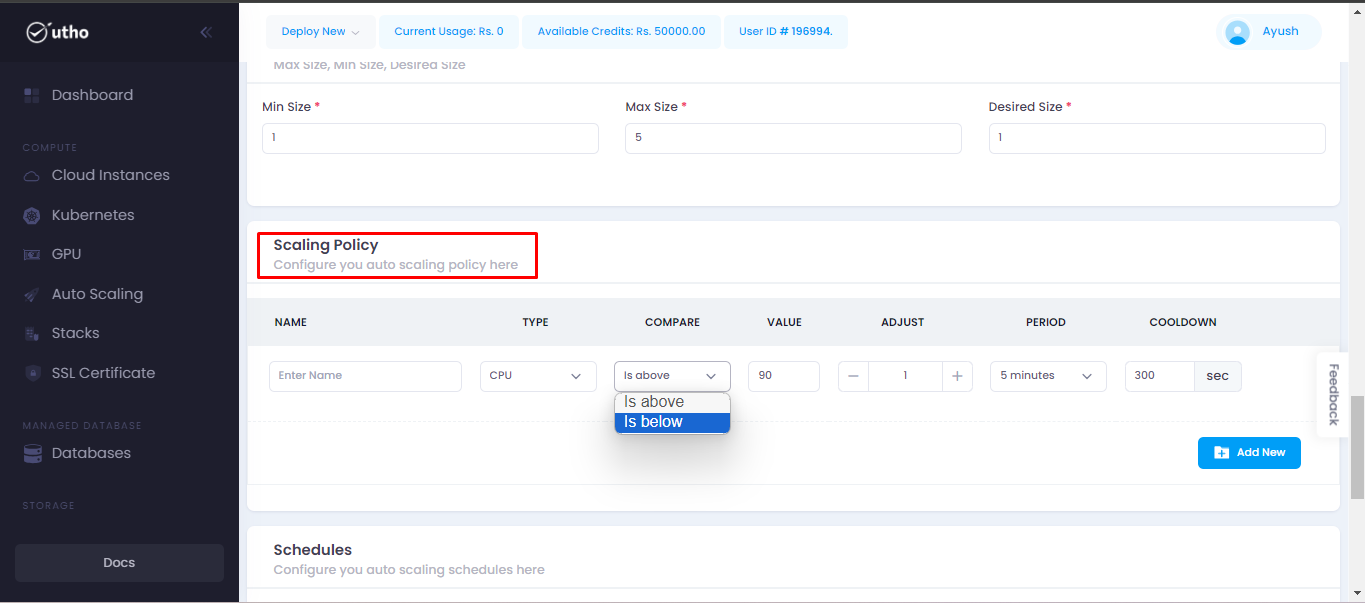 utho
Deploy New
Current Usage: Rs. 0
Available Credits: Rs. 50000.00
User ID # 196994.
Ayush
Dashboard
COMPUTE
Cloud Instances
Kubernetes
GPU
Auto Scaling
Stacks
SSL Certificate
MANAGED DATABASE
Databases
STORAGE
Docs
Max Size, Min Size, Desired Size
Min Size *
Max Size *
Desired Size *
1
5
1
Scaling Policy
Configure you auto scaling policy here
NAME
TYPE
COMPARE
VALUE
ADJUST
PERIOD
COOLDOWN
Enter Name
CPU
Is above
90
1
5 minutes
300
sec
Is above
Is below
Add New
Feedback
Schedules
Configure you auto scaling schedules here